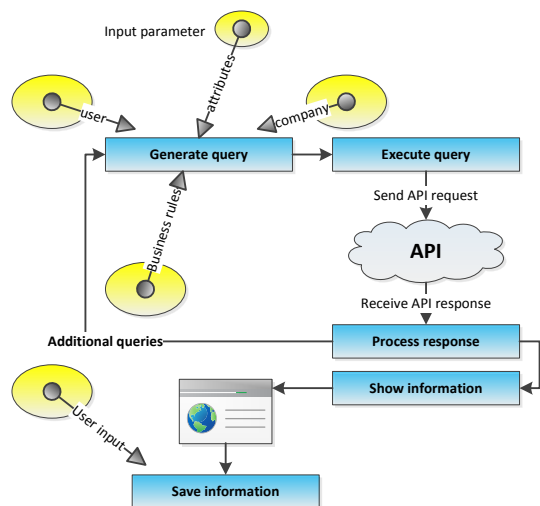 Input parameter
attributes
user
company
Generate query
Execute query
Send API request
Business rules
API
Receive API response
Additional queries
Process response
Show information
User input
Save information